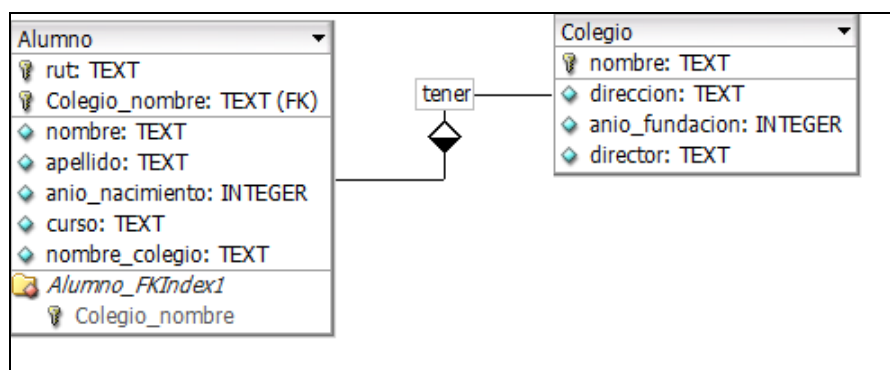 Alumno
rut: TEXT
Colegio_nombre: TEXT (FK)
nombre: TEXT
apellido: TEXT
anio_nacimiento: INTEGER
curso: TEXT
nombre_colegio: TEXT
Alumno_FKIndex1
Colegio_nombre
tener
Colegio
nombre: TEXT
direccion: TEXT
anio_fundacion: INTEGER
director: TEXT